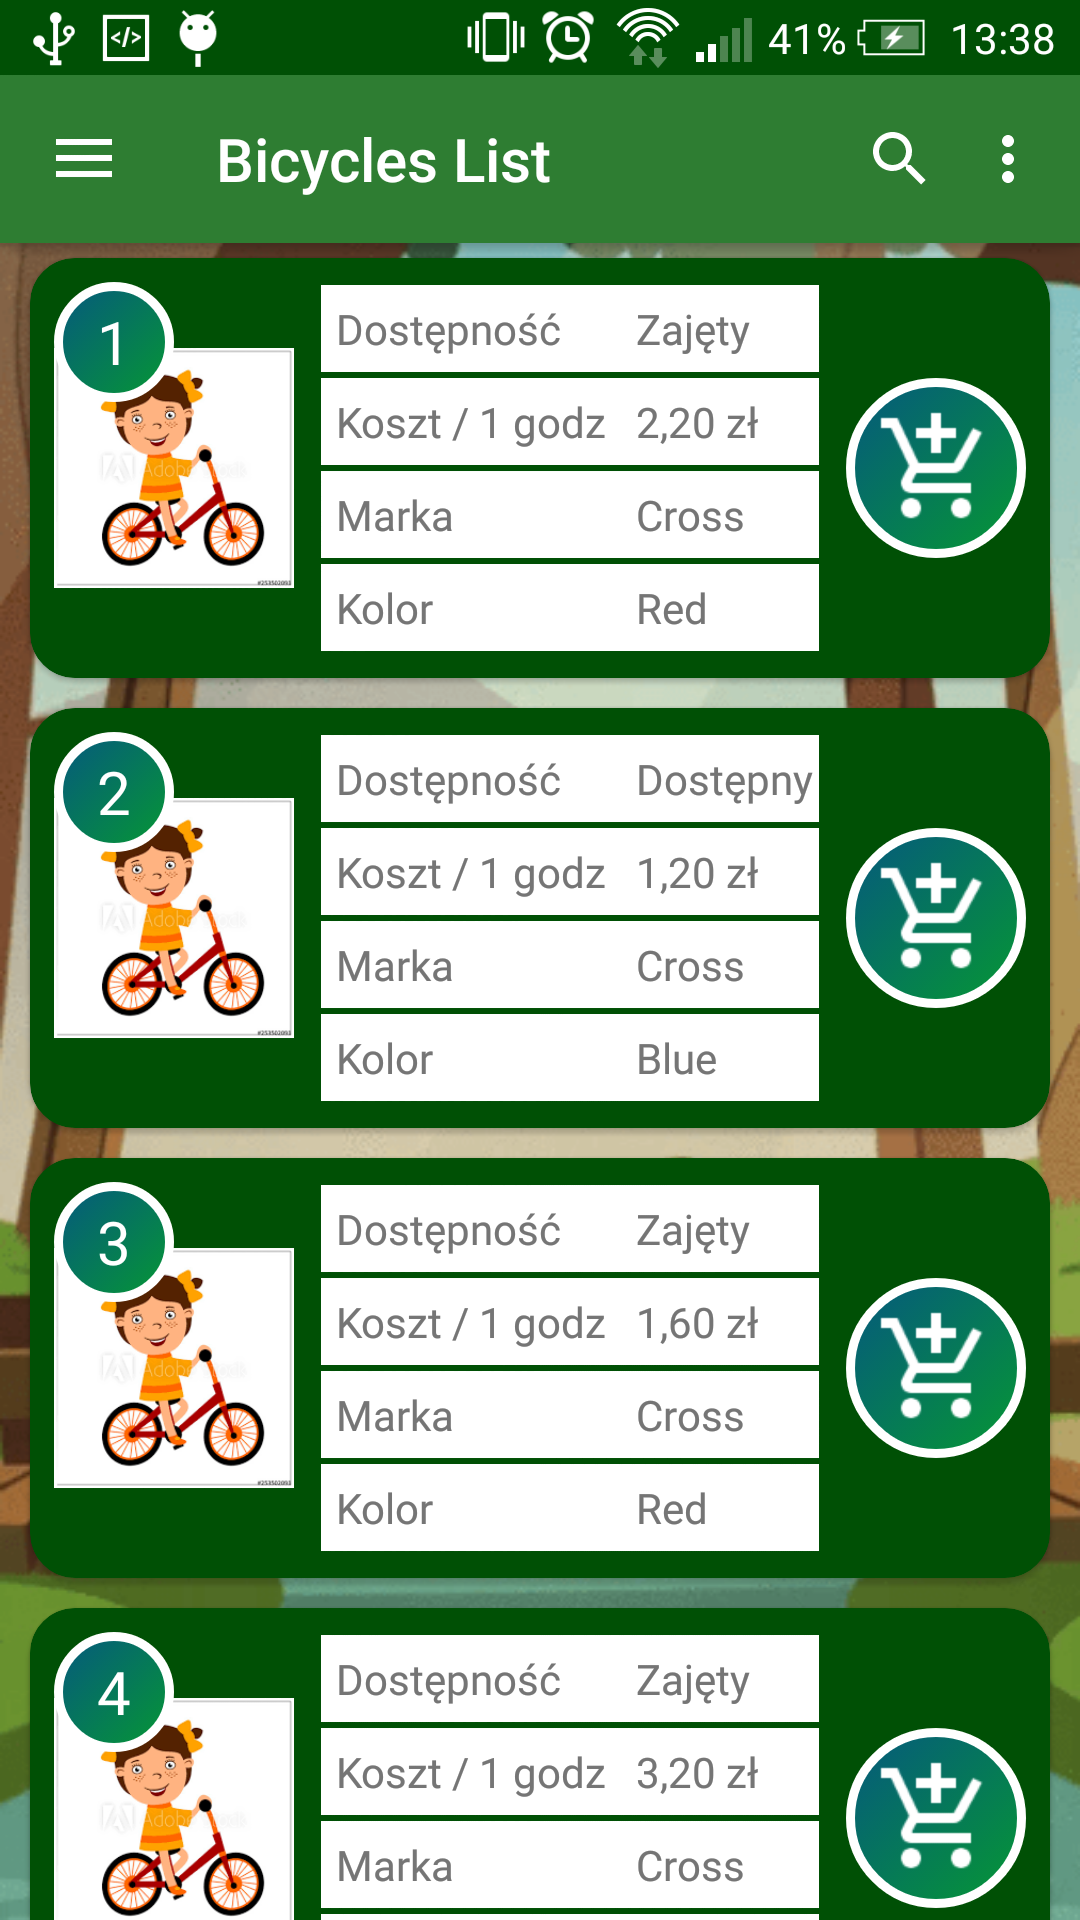 41% 13:38
Bicycles List
1
Dostępność Zajęty
Koszt / 1 godz 2,20 zł
Marka Cross
Kolor Red
2
Dostępność Dostępny
Koszt / 1 godz 1,20 zł
Marka Cross
Kolor Blue
3
Dostępność Zajęty
Koszt / 1 godz 1,60 zł
Marka Cross
Kolor Red
4
Dostępność Zajęty
Koszt / 1 godz 3,20 zł
Marka Cross